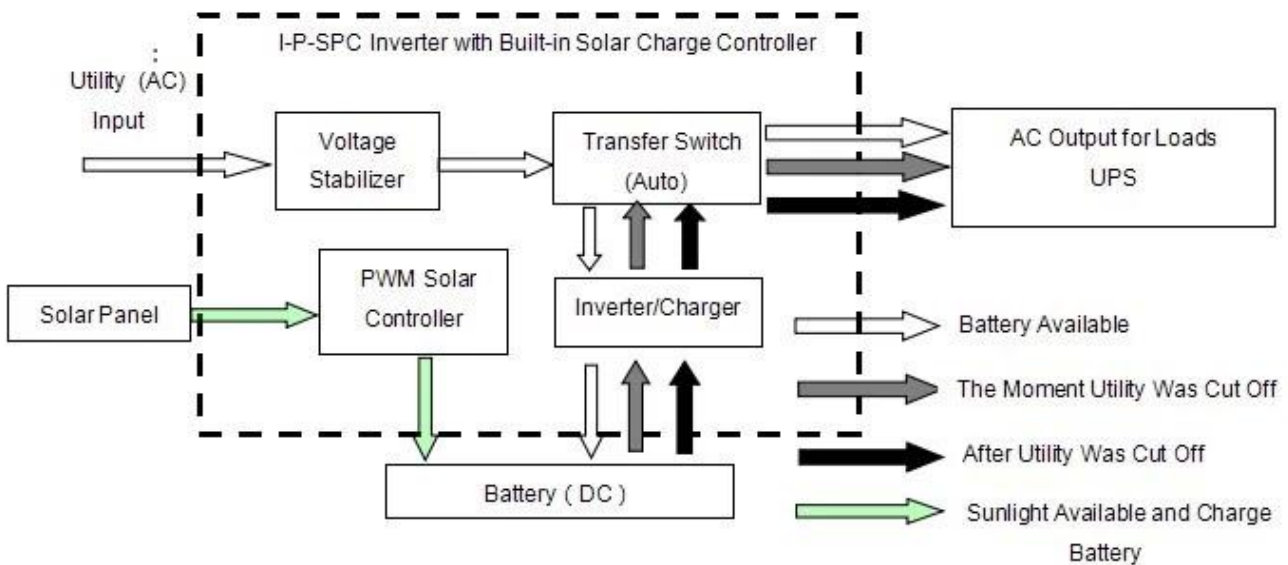 I-P-SPC Inverter with Built-in Solar Charge Controller
:
Utility (AC)
Input
Voltage
Stabilizer
Transfer Switch
(Auto)
AC Output for Loads
UPS
Solar Panel
PWM Solar
Controller
Inverter/Charger
Battery ( DC )
Battery Available
The Moment Utility Was Cut Off
After Utility Was Cut Off
Sunlight Available and Charge
Battery